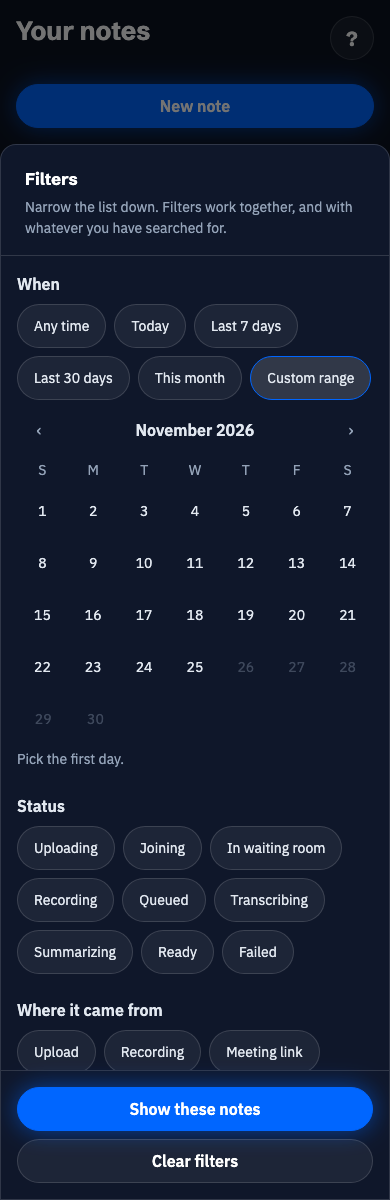 Your notes
?
New note
Filters
Narrow the list down. Filters work together, and with
whatever you have searched for.
When
Any time Today Last 7 days
Last 30 days This month Custom range
‹ November 2026 ›
S M T W T F S
1 2 3 4 5 6 7
8 9 10 11 12 13 14
15 16 17 18 19 20 21
22 23 24 25 26 27 28
29 30
Pick the first day.
Status
Uploading Joining In waiting room
Recording Queued Transcribing
Summarizing Ready Failed
Where it came from
Upload Recording Meeting link
Show these notes
Clear filters